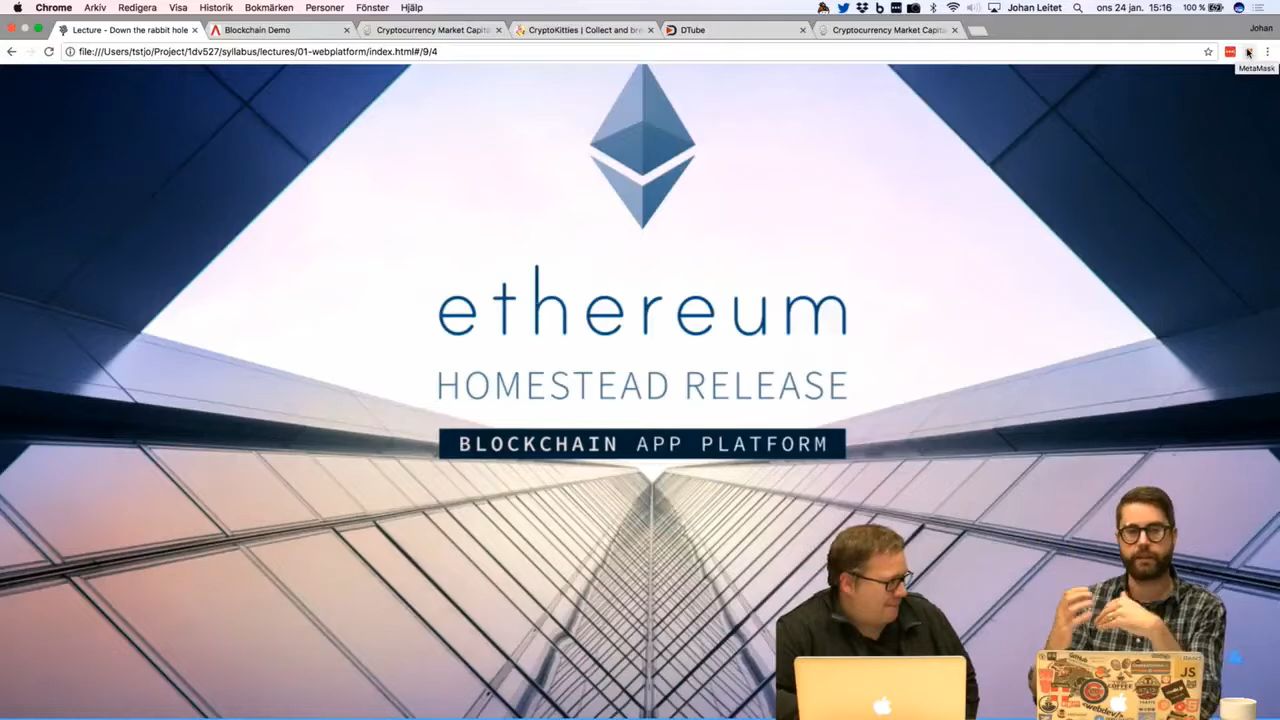 Chrome Arkiv Redigera Visa Historik Bokmärken Personer Fönster Hjälp 100 % ons 24 jan. 15:16 Johan Leitet
Lecture - Down the rabbit hole Blockchain Demo Cryptocurrency Market Capita CryptoKitties | Collect and bre DTube Cryptocurrency Market Capita Johan
file:///Users/tstjo/Project/1dv527/syllabus/lectures/01-webplatform/index.html#/9/4
MetaMask
ethereum
HOMESTEAD RELEASE
BLOCKCHAIN APP PLATFORM
GitHub
COFFEE
REACT
JS